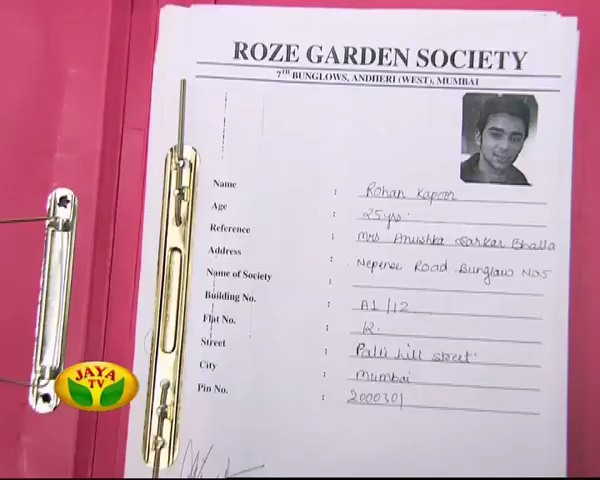 ROZE GARDEN SOCIETY
7TH BUNGLOWS, ANDHERI (WEST), MUMBAI
Name : Rohan Kapoor
Age : 25yrs.
Reference : Mrs Anushka Sarkar Bhalla
Address : Nepenee Road Bunglaw No5
Name of Society :
Building No. : A1/12
Flat No. : 12.
Street : Palli hill street
City : Mumbai
Pin No. : 2000301
JAYA
TV